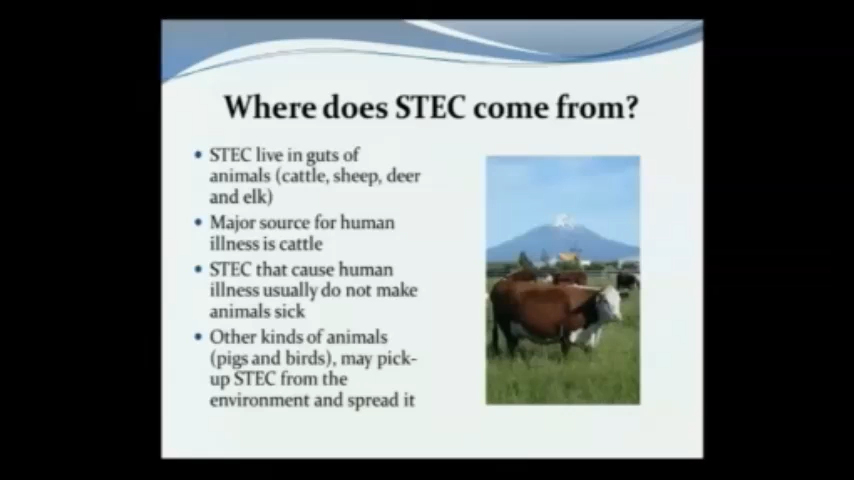 Where does STEC come from?
• STEC live in guts of
animals (cattle, sheep, deer
and elk)
• Major source for human
illness is cattle
• STEC that cause human
illness usually do not make
animals sick
• Other kinds of animals
(pigs and birds), may pick-
up STEC from the
environment and spread it